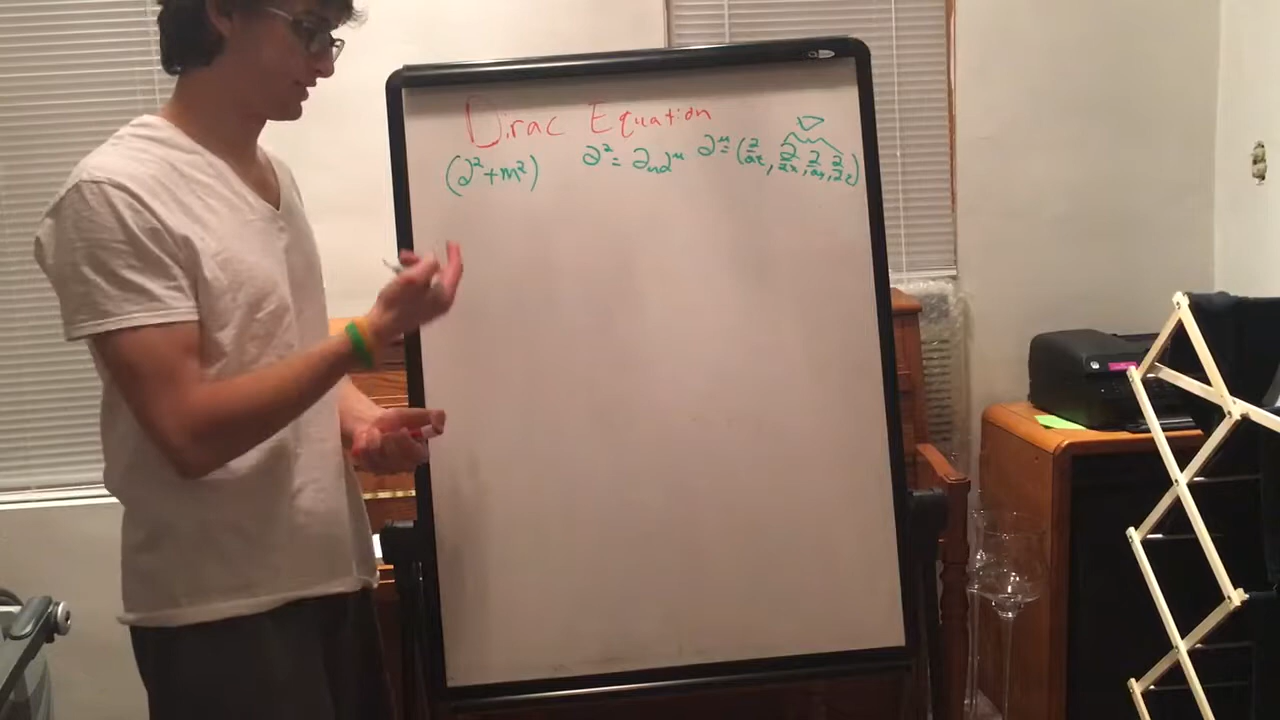 Dirac Equation
∇
(∂²+m²) ∂²=∂μ∂^μ ∂^μ=(∂/∂t, ∂/∂x, ∂/∂y, ∂/∂z)